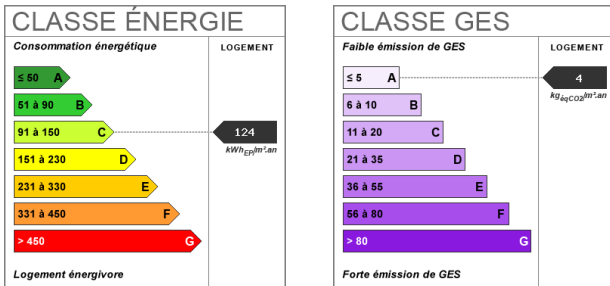 CLASSE ÉNERGIE
Consommation énergétique
LOGEMENT
≤ 50 A
51 à 90 B
91 à 150 C
124
kWhEP/m².an
151 à 230 D
231 à 330 E
331 à 450 F
> 450 G
Logement énergivore
CLASSE GES
Faible émission de GES
LOGEMENT
≤ 5 A
4
kgéqCO2/m².an
6 à 10 B
11 à 20 C
21 à 35 D
36 à 55 E
56 à 80 F
> 80 G
Forte émission de GES